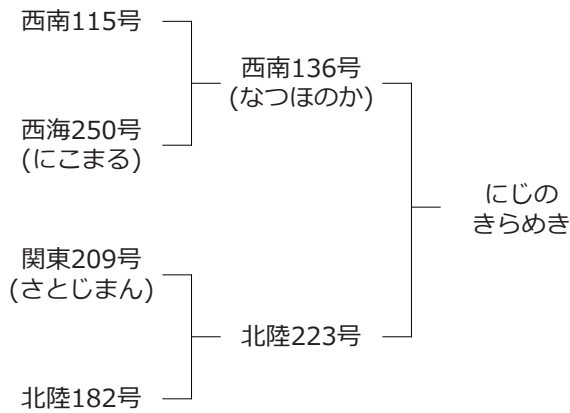 西南115号
西南136号
(なつほのか)
西海250号
(にこまる)
にじの
きらめき
関東209号
(さとじまん)
北陸223号
北陸182号